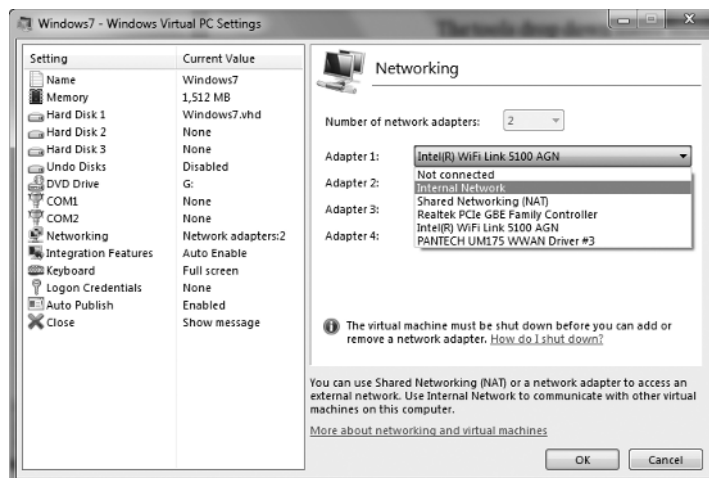 Windows7 - Windows Virtual PC Settings
Setting Current Value
Name Windows7
Memory 1,512 MB
Hard Disk 1 Windows7.vhd
Hard Disk 2 None
Hard Disk 3 None
Undo Disks Disabled
DVD Drive G:
COM1 None
COM2 None
Networking Network adapters:2
Integration Features Auto Enable
Keyboard Full screen
Logon Credentials None
Auto Publish Enabled
Close Show message
Networking
Number of network adapters: 2
Adapter 1: Intel(R) WiFi Link 5100 AGN
Not connected
Adapter 2: Internal Network
Shared Networking (NAT)
Adapter 3: Realtek PCIe GBE Family Controller
Intel(R) WiFi Link 5100 AGN
Adapter 4: PANTECH UM175 WWAN Driver #3
The virtual machine must be shut down before you can add or
remove a network adapter. How do I shut down?
You can use Shared Networking (NAT) or a network adapter to access an
external network. Use Internal Network to communicate with other virtual
machines on this computer.
More about networking and virtual machines
OK Cancel